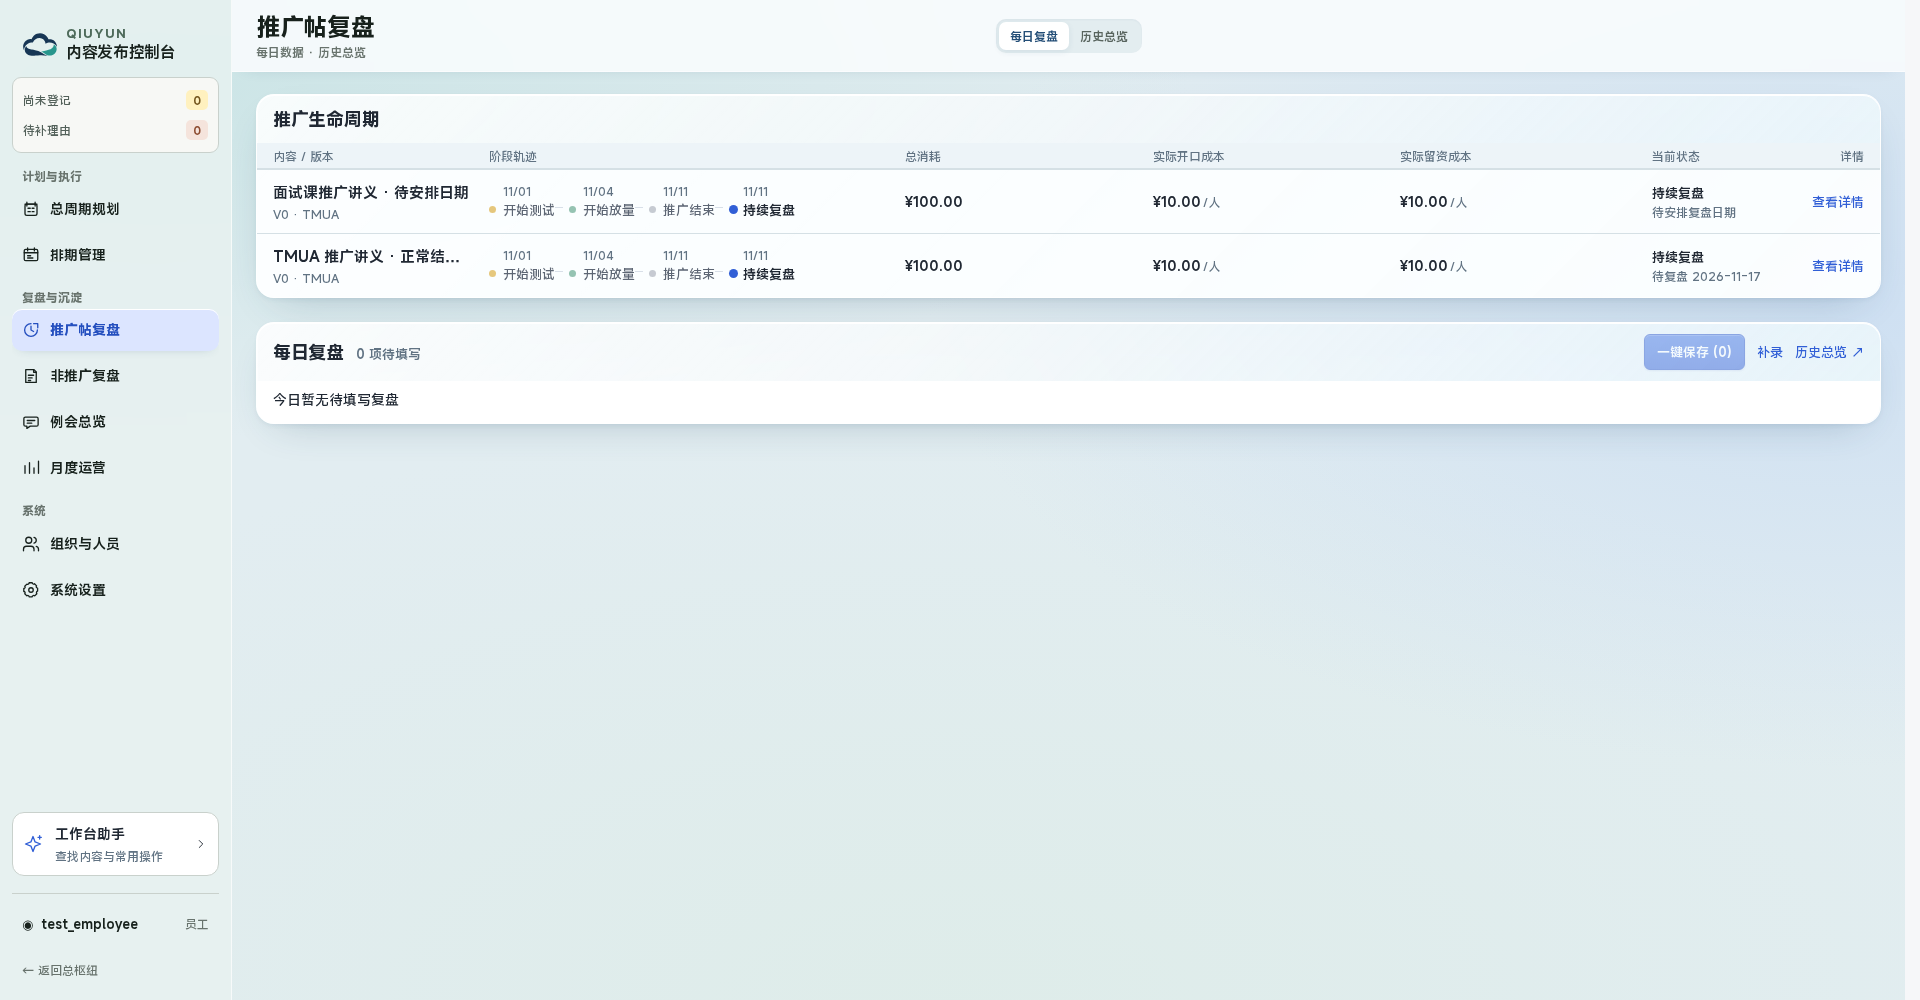 QIUYUN
内容发布控制台
尚未登记 0
待补理由 0
计划与执行
总周期规划
排期管理
复盘与沉淀
推广帖复盘
非推广复盘
例会总览
月度运营
系统
组织与人员
系统设置
工作台助手
查找内容与常用操作
test_employee 员工
← 返回总枢纽
推广帖复盘
每日数据 · 历史总览
每日复盘 历史总览
推广生命周期
内容 / 版本 阶段轨迹 总消耗 实际开口成本 实际留资成本 当前状态 详情
面试课推广讲义 · 待安排日期
V0 · TMUA
11/01 11/04 11/11 11/11
开始测试 开始放量 推广结束 持续复盘
¥100.00 ¥10.00 /人 ¥10.00 /人
持续复盘
待安排复盘日期
查看详情
TMUA 推广讲义 · 正常结...
V0 · TMUA
11/01 11/04 11/11 11/11
开始测试 开始放量 推广结束 持续复盘
¥100.00 ¥10.00 /人 ¥10.00 /人
持续复盘
待复盘 2026-11-17
查看详情
每日复盘 0 项待填写
一键保存 (0) 补录 历史总览 ↗
今日暂无待填写复盘